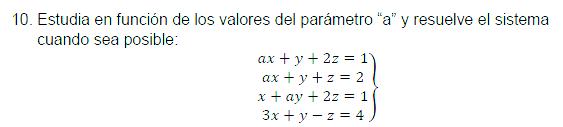 10. Estudia en función de los valores del parámetro “a” y resuelve el sistema
cuando sea posible:
ax + y + 2z = 1
ax + y + z = 2
x + ay + 2z = 1
3x + y − z = 4